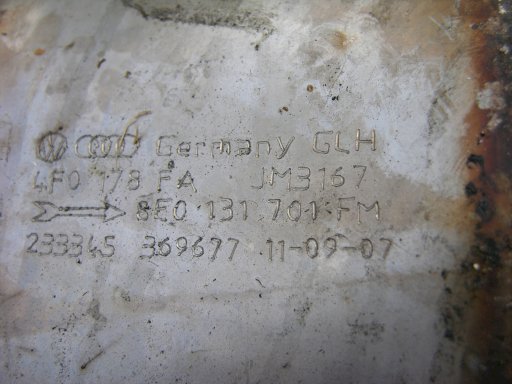 Germany GLH
4F0 178 FA JM3167
8E0 131 701 FM
233345 369677 11-09-07